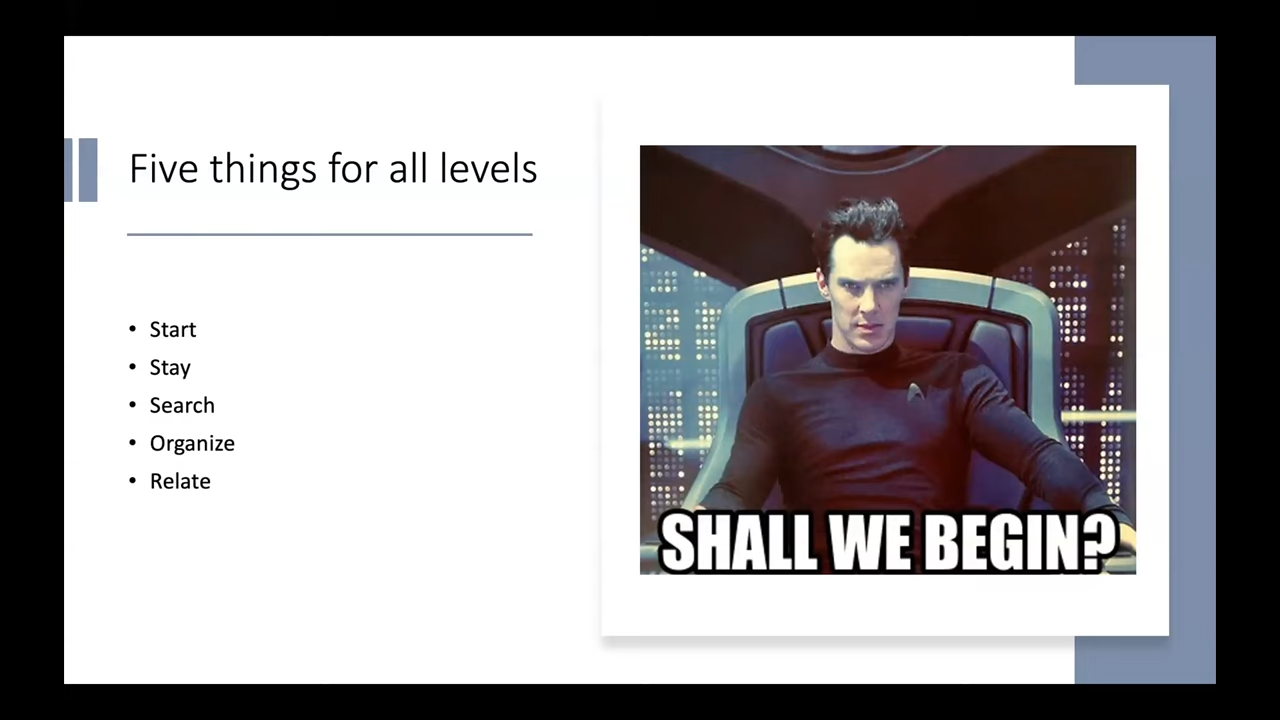 Five things for all levels
• Start
• Stay
• Search
• Organize
• Relate
SHALL WE BEGIN?